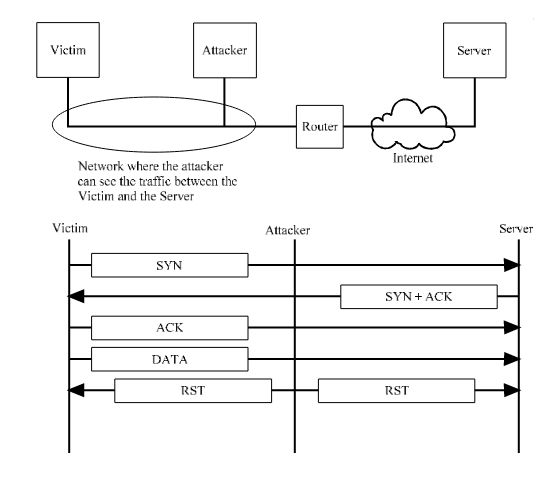 Victim
Attacker
Server
Router
Internet
Network where the attacker
can see the traffic between the
Victim and the Server
Victim
Attacker
Server
SYN
SYN + ACK
ACK
DATA
RST
RST